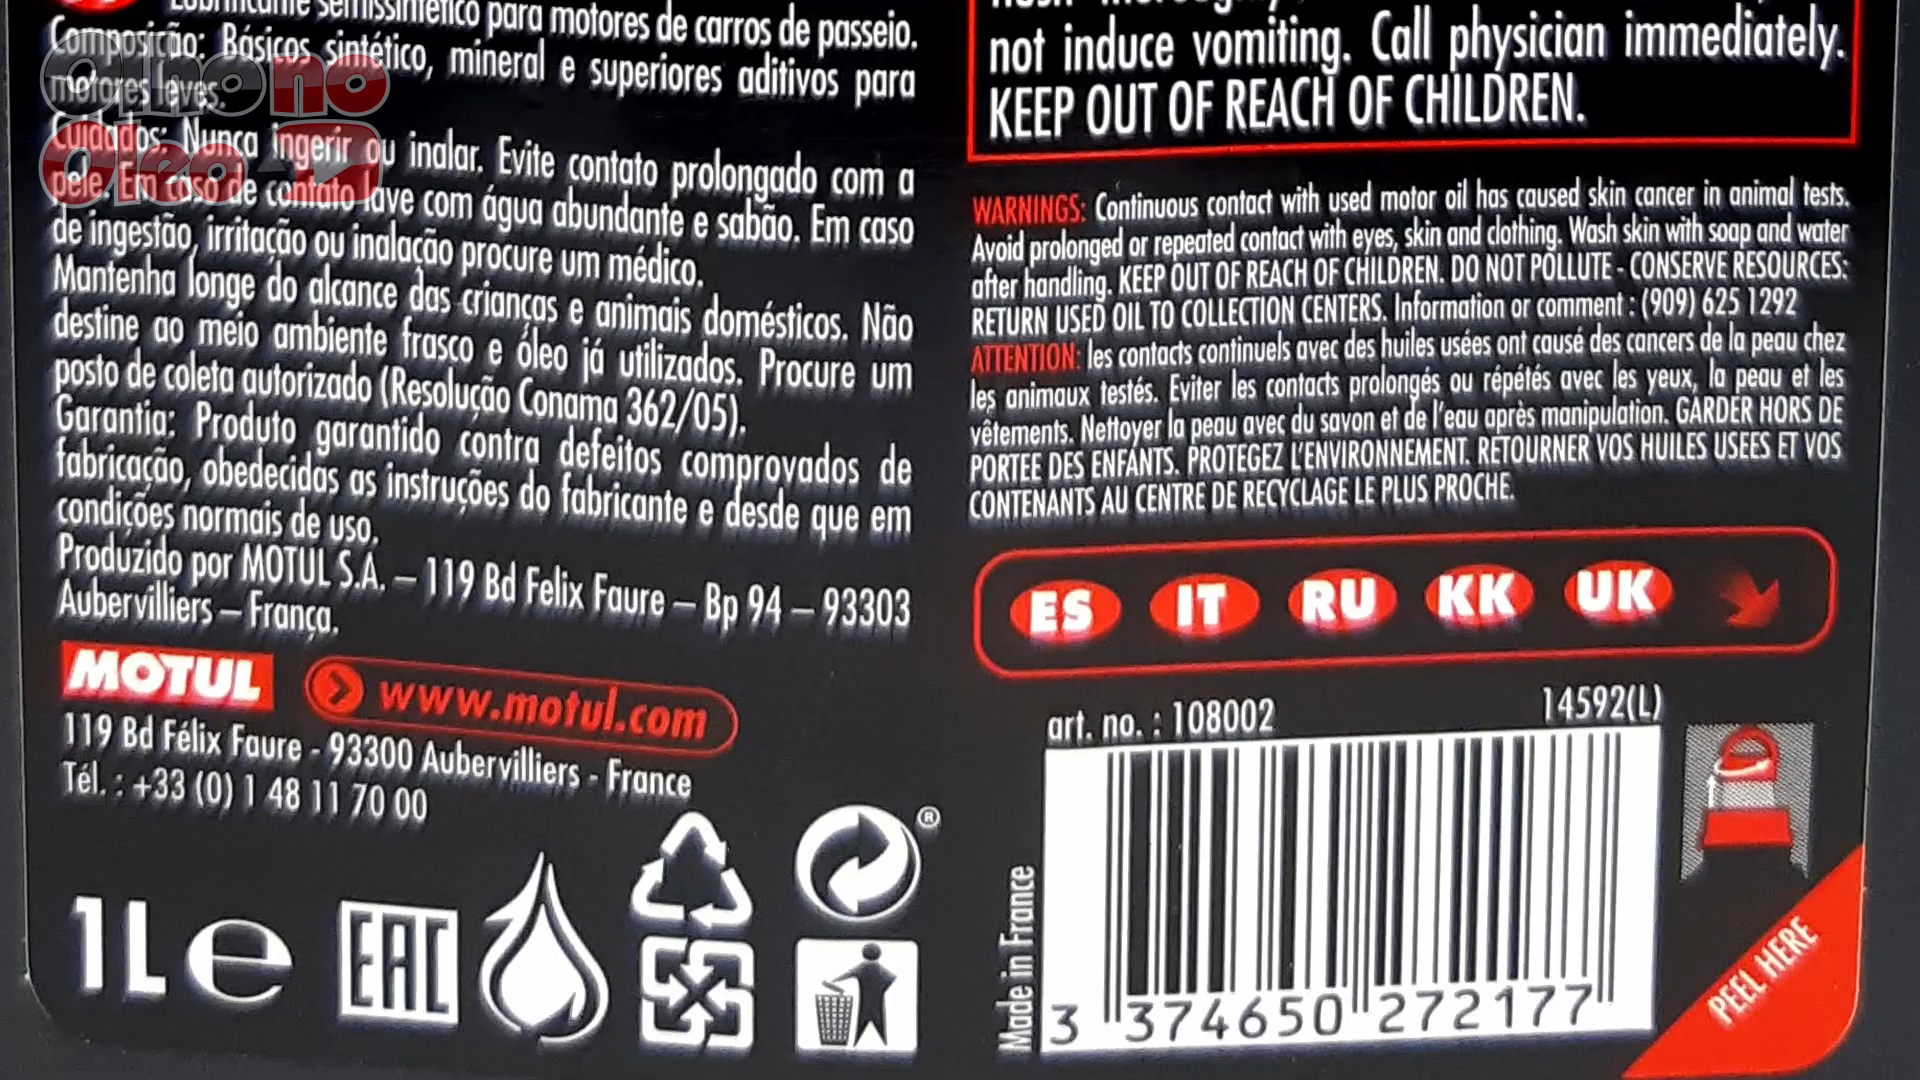 Lubrificante semissintético para motores de carros de passeio.
Composição: Básicos sintético, mineral e superiores aditivos para
motores leves.
Cuidados: Nunca ingerir ou inalar. Evite contato prolongado com a
pele. Em caso de contato lave com água abundante e sabão. Em caso
de ingestão, irritação ou inalação procure um médico.
Mantenha longe do alcance das crianças e animais domésticos. Não
destine ao meio ambiente frasco e óleo já utilizados. Procure um
posto de coleta autorizado (Resolução Conama 362/05).
Garantia: Produto garantido contra defeitos comprovados de
fabricação, obedecidas as instruções do fabricante e desde que em
condições normais de uso.
Produzido por MOTUL S.A. – 119 Bd Felix Faure – Bp 94 – 93303
Aubervilliers – França.
Olho no
Oleo
MOTUL
www.motul.com
119 Bd Félix Faure - 93300 Aubervilliers - France
Tél. : +33 (0) 1 48 11 70 00
1L e
EAC
®
not induce vomiting. Call physician immediately.
KEEP OUT OF REACH OF CHILDREN.
WARNINGS: Continuous contact with used motor oil has caused skin cancer in animal tests.
Avoid prolonged or repeated contact with eyes, skin and clothing. Wash skin with soap and water
after handling. KEEP OUT OF REACH OF CHILDREN. DO NOT POLLUTE - CONSERVE RESOURCES:
RETURN USED OIL TO COLLECTION CENTERS. Information or comment : (909) 625 1292
ATTENTION: les contacts continuels avec des huiles usées ont causé des cancers de la peau chez
les animaux testés. Eviter les contacts prolongés ou répétés avec les yeux, la peau et les
vêtements. Nettoyer la peau avec du savon et de l'eau après manipulation. GARDER HORS DE
PORTEE DES ENFANTS. PROTEGEZ L'ENVIRONNEMENT. RETOURNER VOS HUILES USEES ET VOS
CONTENANTS AU CENTRE DE RECYCLAGE LE PLUS PROCHE.
ES IT RU KK UK
art. no. : 108002 14592(L)
Made in France
3 374650 272177
PEEL HERE